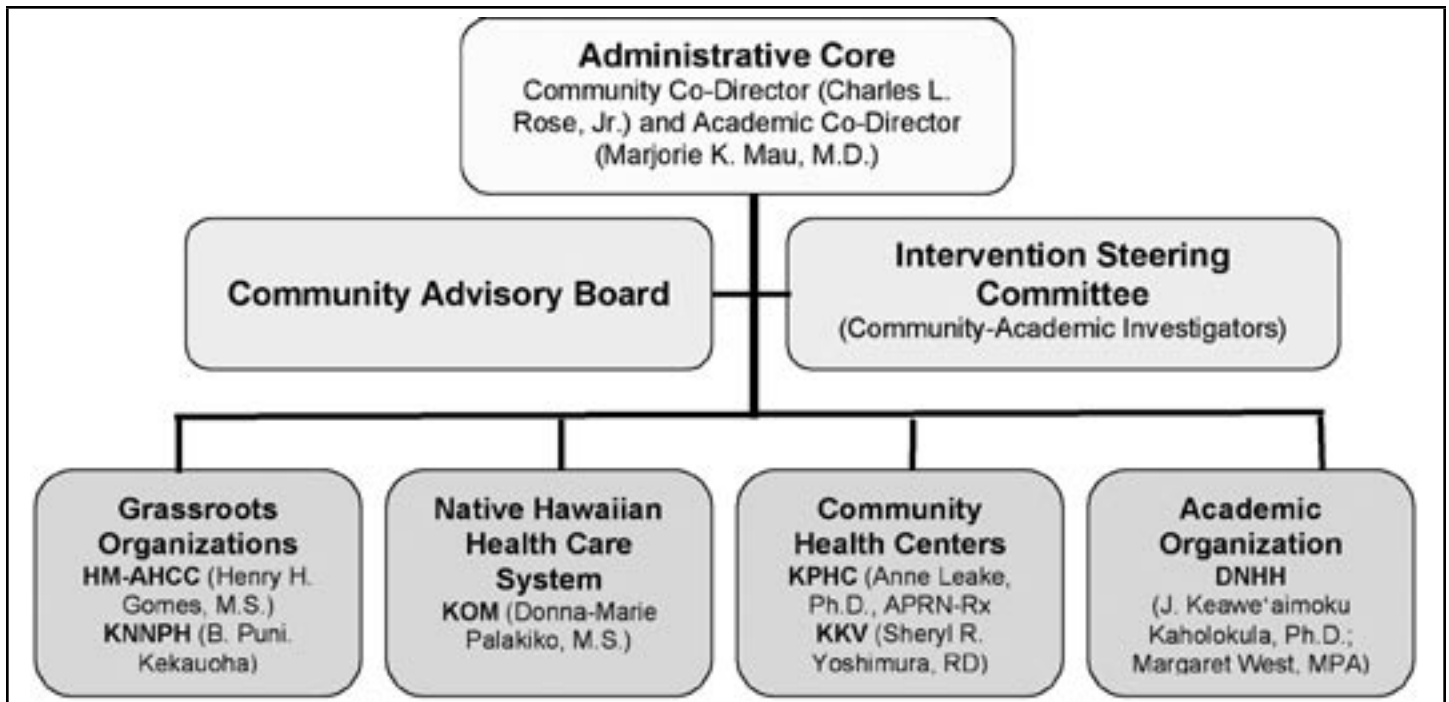 Administrative Core
Community Co-Director (Charles L.
Rose, Jr.) and Academic Co-Director
(Marjorie K. Mau, M.D.)
Community Advisory Board
Intervention Steering
Committee
(Community-Academic Investigators)
Grassroots
Organizations
HM-AHCC (Henry H.
Gomes, M.S.)
KNNPH (B. Puni.
Kekauoha)
Native Hawaiian
Health Care
System
KOM (Donna-Marie
Palakiko, M.S.)
Community
Health Centers
KPHC (Anne Leake,
Ph.D., APRN-Rx
KKV (Sheryl R.
Yoshimura, RD)
Academic
Organization
DNHH
(J. Keaweʻaimoku
Kaholokula, Ph.D.;
Margaret West, MPA)